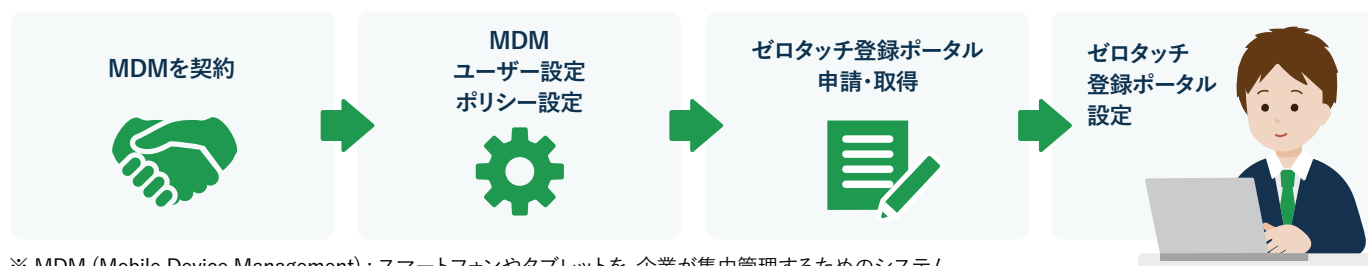 MDMを契約
MDM
ユーザー設定
ポリシー設定
ゼロタッチ登録ポータル
申請・取得
ゼロタッチ
登録ポータル
設定
※ MDM (Mobile Device Management) : スマートフォンやタブレットを、企業が集中管理するためのシステム